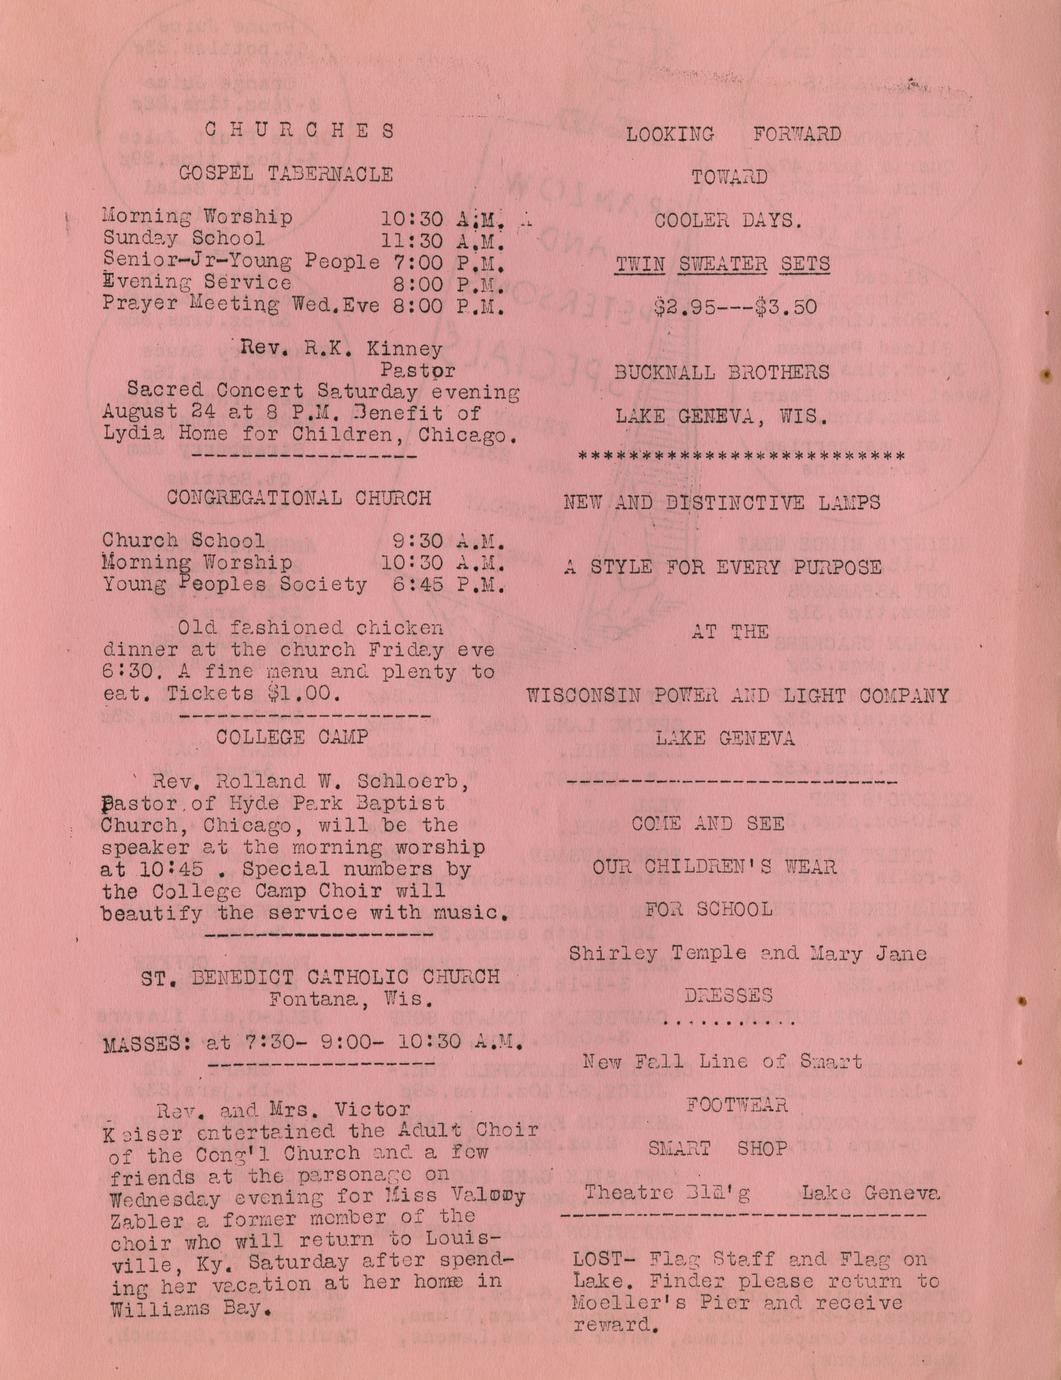 CHURCHES
GOSPEL TABERNACLE
Morning Worship 10:30 A.M.
Sunday School 11:30 A.M.
Senior-Jr-Young People 7:00 P.M.
Evening Service 8:00 P.M.
Prayer Meeting Wed.Eve 8:00 P.M.
Rev. R.K. Kinney
Pastor
Sacred Concert Saturday evening
August 24 at 8 P.M. Benefit of
Lydia Home for Children, Chicago.
------------------
CONGREGATIONAL CHURCH
Church School 9:30 A.M.
Morning Worship 10:30 A.M.
Young Peoples Society 6:45 P.M.
Old fashioned chicken
dinner at the church Friday eve
6:30. A fine menu and plenty to
eat. Tickets $1.00.
--------------------
COLLEGE CAMP
Rev. Rolland W. Schloerb,
Pastor of Hyde Park Baptist
Church, Chicago, will be the
speaker at the morning worship
at 10:45 . Special numbers by
the College Camp Choir will
beautify the service with music.
------------------
ST. BENEDICT CATHOLIC CHURCH
Fontana, Wis.
MASSES: at 7:30- 9:00- 10:30 A.M.
------------------
Rev. and Mrs. Victor
Keiser entertained the Adult Choir
of the Cong'l Church and a few
friends at the parsonage on
Wednesday evening for Miss
Zabler a former member of the
choir who will return to Louis-
ville, Ky. Saturday after spend-
ing her vacation at her home in
Williams Bay.
LOOKING FORWARD
TOWARD
COOLER DAYS.
TWIN SWEATER SETS
$2.95---$3.50
BUCKNALL BROTHERS
LAKE GENEVA, WIS.
**************************
NEW AND DISTINCTIVE LAMPS
A STYLE FOR EVERY PURPOSE
AT THE
WISCONSIN POWER AND LIGHT COMPANY
LAKE GENEVA
--------------------------
COME AND SEE
OUR CHILDREN'S WEAR
FOR SCHOOL
Shirley Temple and Mary Jane
DRESSES
...........
New Fall Line of Smart
FOOTWEAR
SMART SHOP
Theatre Bld'g Lake Geneva
-----------------------------
LOST- Flag Staff and Flag on
Lake. Finder please return to
Moeller's Pier and receive
reward.